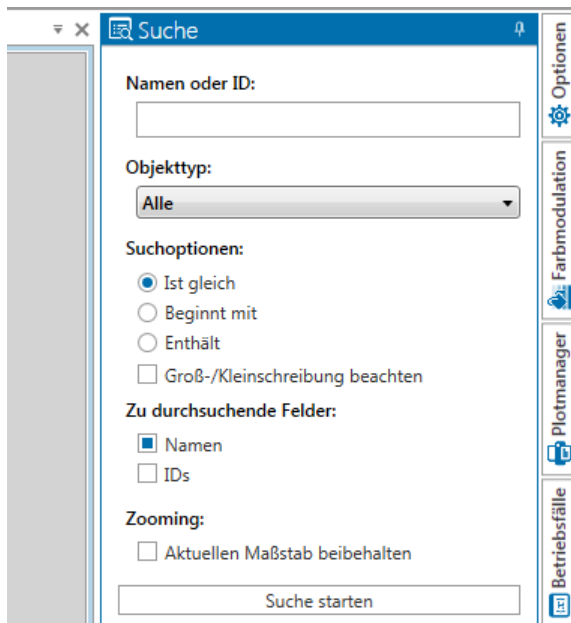 Suche
Namen oder ID:
Objekttyp:
Alle
Suchoptionen:
Ist gleich
Beginnt mit
Enthält
Groß-/Kleinschreibung beachten
Zu durchsuchende Felder:
Namen
IDs
Zooming:
Aktuellen Maßstab beibehalten
Suche starten
Optionen
Farbmodulation
Plotmanager
Betriebsfälle